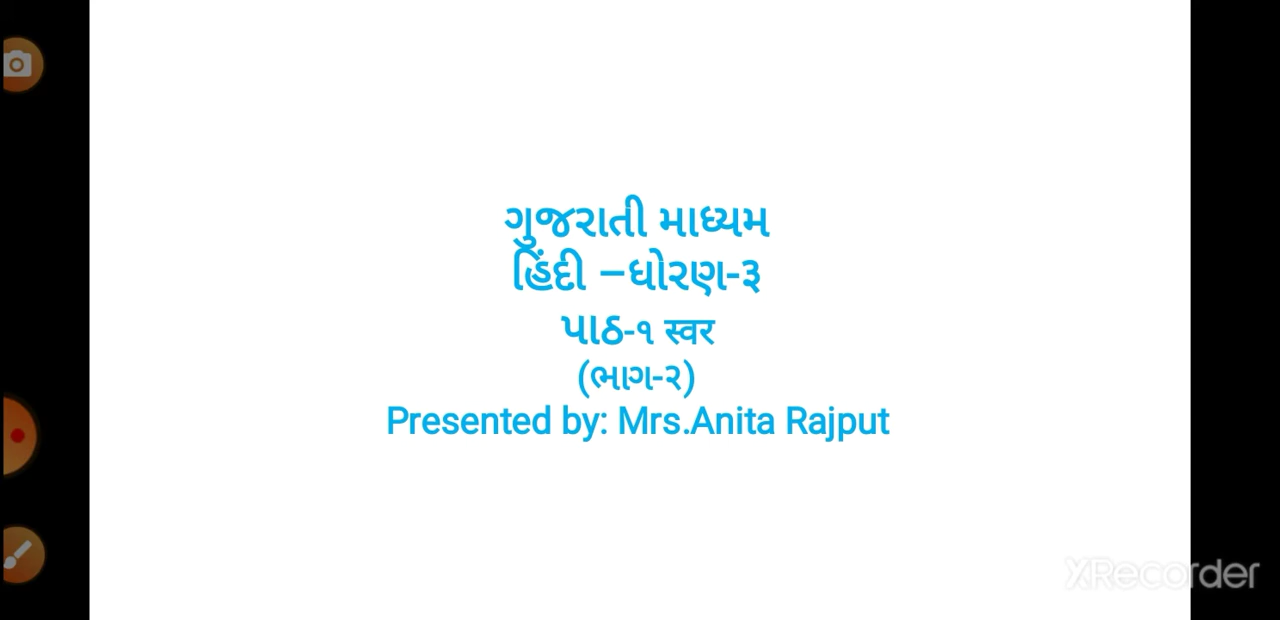 ગુજરાતી માધ્યમ
હિંદી –ધોરણ-૩
પાઠ-૧ स्वर
(ભાગ-૨)
Presented by: Mrs.Anita Rajput
XRecorder